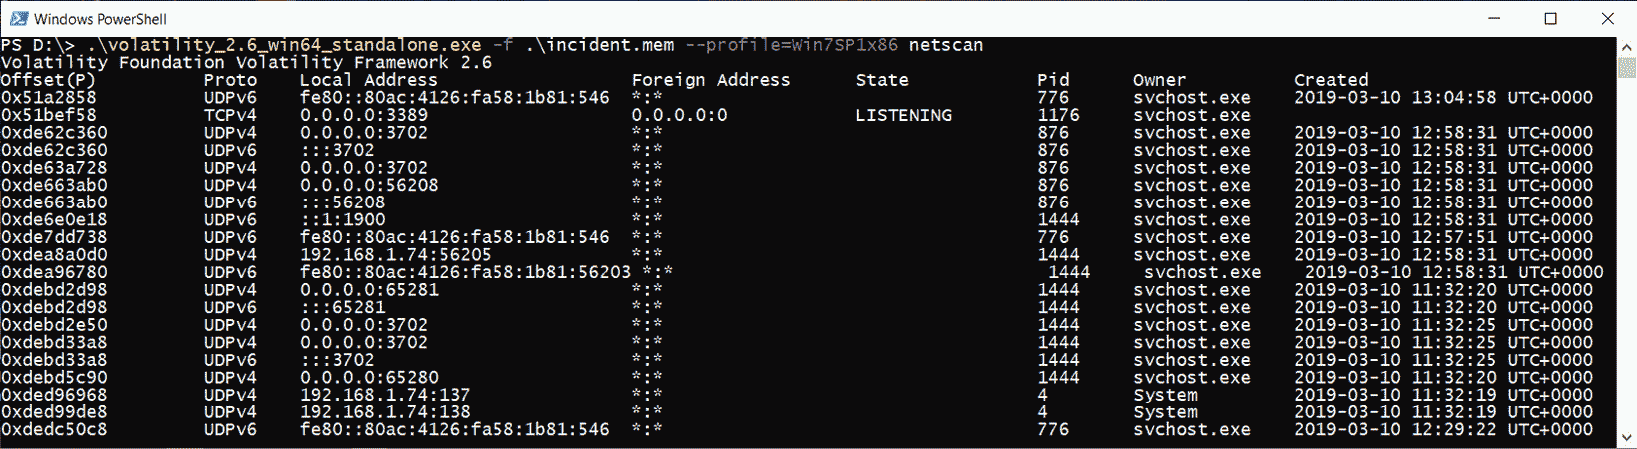 Windows PowerShell
PS D:\> .\volatility_2.6_win64_standalone.exe -f .\incident.mem --profile=Win7SP1x86 netscan
Volatility Foundation Volatility Framework 2.6
Offset(P) Proto Local Address Foreign Address State Pid Owner Created
0x51a2858 UDPv6 fe80::80ac:4126:fa58:1b81:546 *:* 776 svchost.exe 2019-03-10 13:04:58 UTC+0000
0x51bef58 TCPv4 0.0.0.0:3389 0.0.0.0:0 LISTENING 1176 svchost.exe
0xde62c360 UDPv4 0.0.0.0:3702 *:* 876 svchost.exe 2019-03-10 12:58:31 UTC+0000
0xde62c360 UDPv6 :::3702 *:* 876 svchost.exe 2019-03-10 12:58:31 UTC+0000
0xde63a728 UDPv4 0.0.0.0:3702 *:* 876 svchost.exe 2019-03-10 12:58:31 UTC+0000
0xde663ab0 UDPv4 0.0.0.0:56208 *:* 876 svchost.exe 2019-03-10 12:58:31 UTC+0000
0xde663ab0 UDPv6 :::56208 *:* 876 svchost.exe 2019-03-10 12:58:31 UTC+0000
0xde6e0e18 UDPv6 ::1:1900 *:* 1444 svchost.exe 2019-03-10 12:58:31 UTC+0000
0xde7dd738 UDPv6 fe80::80ac:4126:fa58:1b81:546 *:* 776 svchost.exe 2019-03-10 12:57:51 UTC+0000
0xdea8a0d0 UDPv4 192.168.1.74:56205 *:* 1444 svchost.exe 2019-03-10 12:58:31 UTC+0000
0xdea96780 UDPv6 fe80::80ac:4126:fa58:1b81:56203 *:* 1444 svchost.exe 2019-03-10 12:58:31 UTC+0000
0xdebd2d98 UDPv4 0.0.0.0:65281 *:* 1444 svchost.exe 2019-03-10 11:32:20 UTC+0000
0xdebd2d98 UDPv6 :::65281 *:* 1444 svchost.exe 2019-03-10 11:32:20 UTC+0000
0xdebd2e50 UDPv4 0.0.0.0:3702 *:* 1444 svchost.exe 2019-03-10 11:32:25 UTC+0000
0xdebd33a8 UDPv4 0.0.0.0:3702 *:* 1444 svchost.exe 2019-03-10 11:32:25 UTC+0000
0xdebd33a8 UDPv6 :::3702 *:* 1444 svchost.exe 2019-03-10 11:32:25 UTC+0000
0xdebd5c90 UDPv4 0.0.0.0:65280 *:* 1444 svchost.exe 2019-03-10 11:32:20 UTC+0000
0xded96968 UDPv4 192.168.1.74:137 *:* 4 System 2019-03-10 11:32:19 UTC+0000
0xded99de8 UDPv4 192.168.1.74:138 *:* 4 System 2019-03-10 11:32:19 UTC+0000
0xdedc50c8 UDPv6 fe80::80ac:4126:fa58:1b81:546 *:* 776 svchost.exe 2019-03-10 12:29:22 UTC+0000